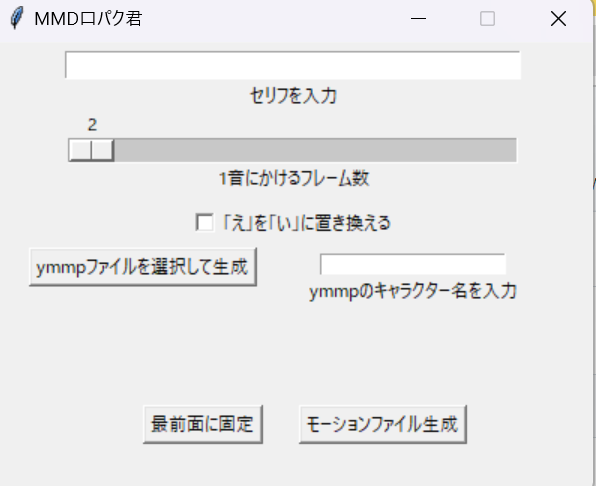 MMD口パク君
セリフを入力
2
1音にかけるフレーム数
「え」を「い」に置き換える
ymmpファイルを選択して生成
ymmpのキャラクター名を入力
最前面に固定
モーションファイル生成